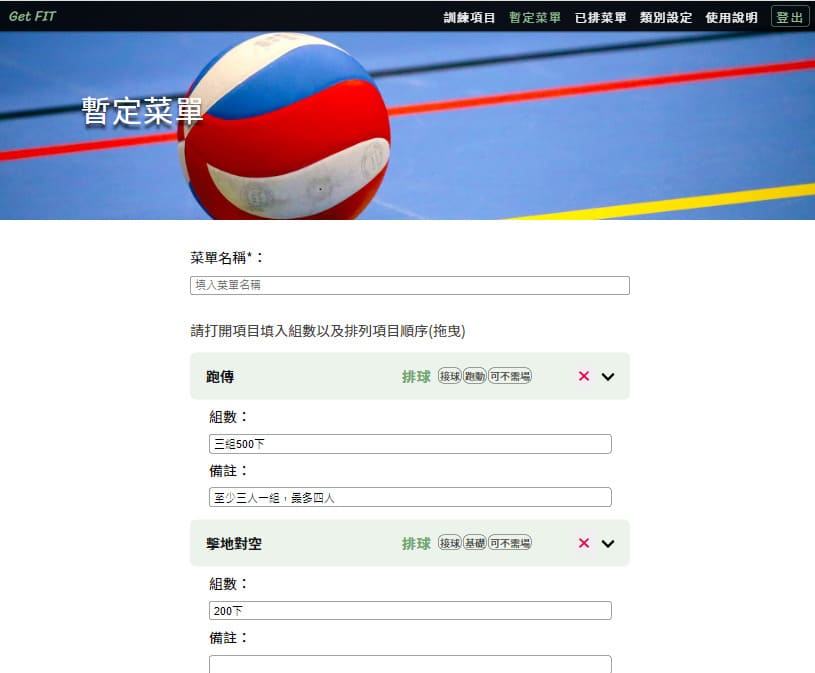 Get FIT
訓練項目 暫定菜單 已排菜單 類別設定 使用說明 登出
暫定菜單
菜單名稱*：
填入菜單名稱
請打開項目填入組數以及排列項目順序(拖曳)
跑傳 排球 接球 跑動 可不需場
組數：
三組500下
備註：
至少三人一組，最多四人
擊地對空 排球 接球 基礎 可不需場
組數：
200下
備註：